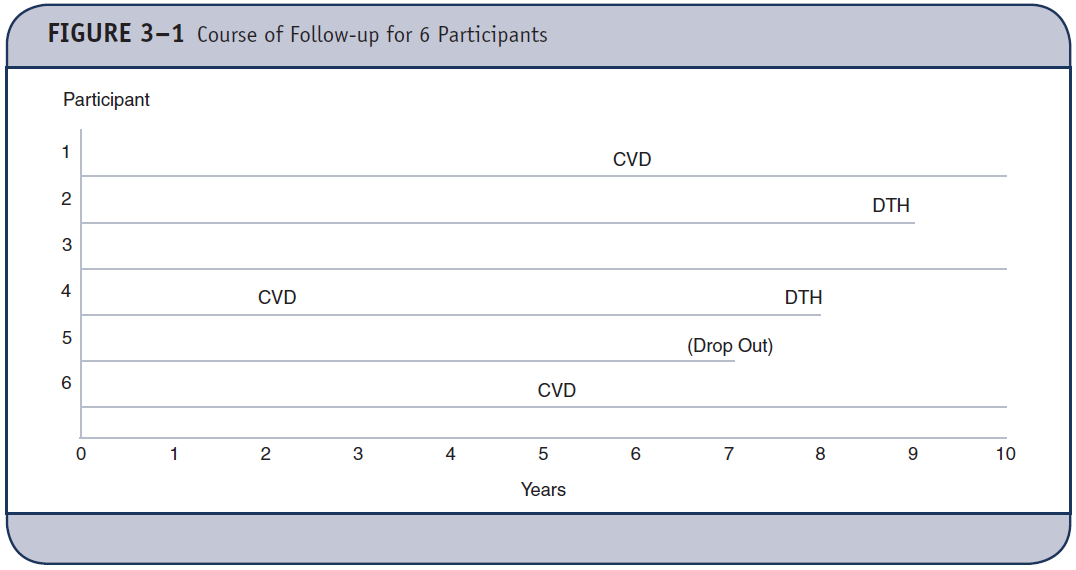 FIGURE 3–1 Course of Follow-up for 6 Participants
Participant
1
CVD
2
DTH
3
4
CVD DTH
5
(Drop Out)
6
CVD
0 1 2 3 4 5 6 7 8 9 10
Years